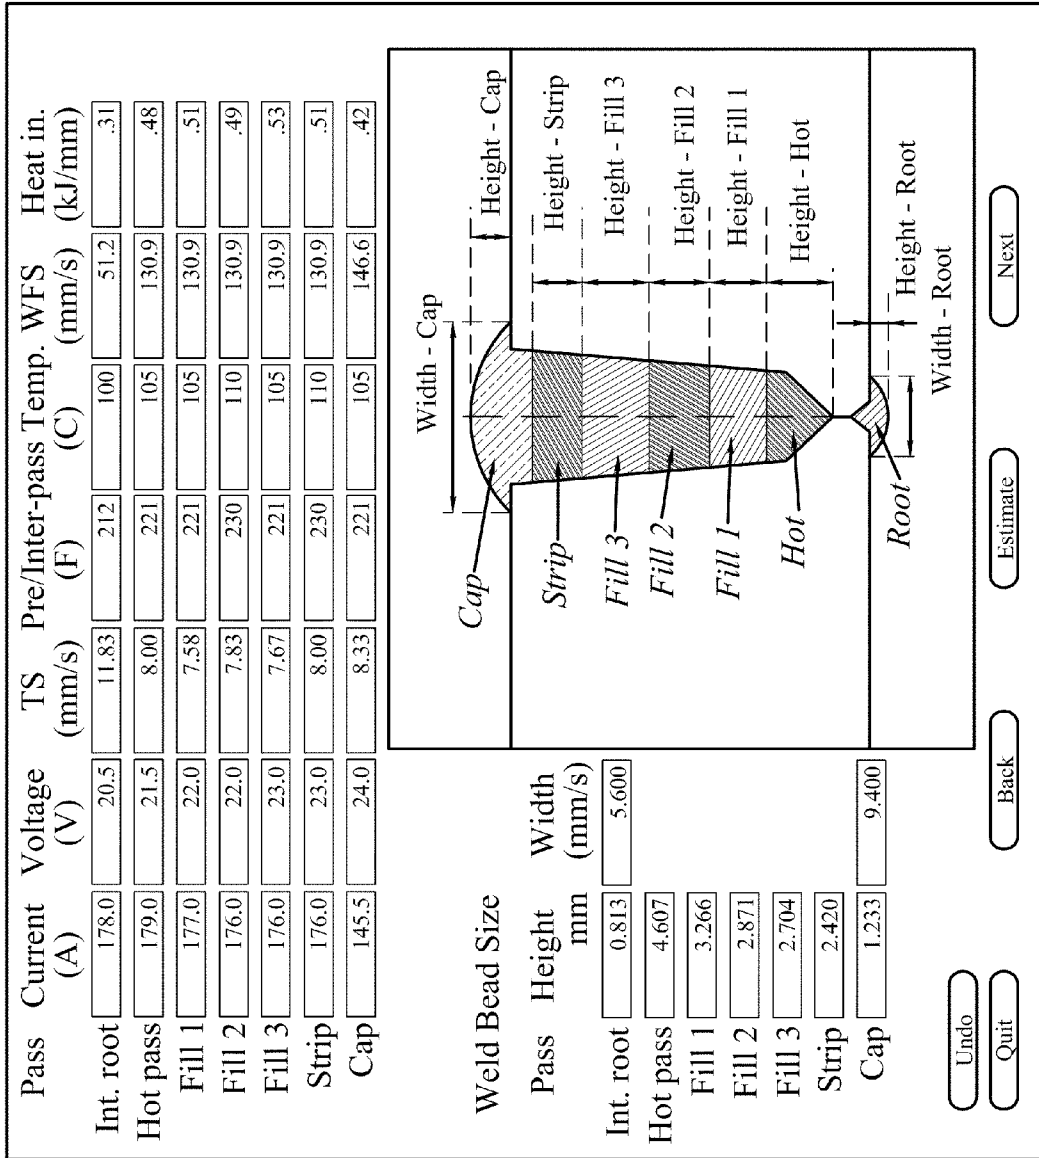 Pass Current (A) Voltage (V) TS (mm/s) Pre/Inter-pass Temp. (F) (C) WFS (mm/s) Heat in. (kJ/mm)
Int. root 178.0 20.5 11.83 212 100 51.2 .31
Hot pass 179.0 21.5 8.00 221 105 130.9 .48
Fill 1 177.0 22.0 7.58 221 105 130.9 .51
Fill 2 176.0 22.0 7.83 230 110 130.9 .49
Fill 3 176.0 23.0 7.67 221 105 130.9 .53
Strip 176.0 23.0 8.00 230 110 130.9 .51
Cap 145.5 24.0 8.33 221 105 146.6 .42
Weld Bead Size
Pass Height mm Width (mm/s)
Int. root 0.813 5.600
Hot pass 4.607
Fill 1 3.266
Fill 2 2.871
Fill 3 2.704
Strip 2.420
Cap 1.233 9.400
Width - Cap
Height - Cap
Height - Strip
Height - Fill 3
Height - Fill 2
Height - Fill 1
Height - Hot
Height - Root
Width - Root
Cap
Strip
Fill 3
Fill 2
Fill 1
Hot
Root
Undo
Quit
Back
Estimate
Next